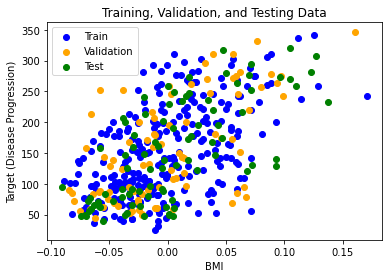 Training, Validation, and Testing Data
Train
Validation
Test
Target (Disease Progression)
350
300
250
200
150
100
50
−0.10
−0.05
0.00
0.05
0.10
0.15
BMI